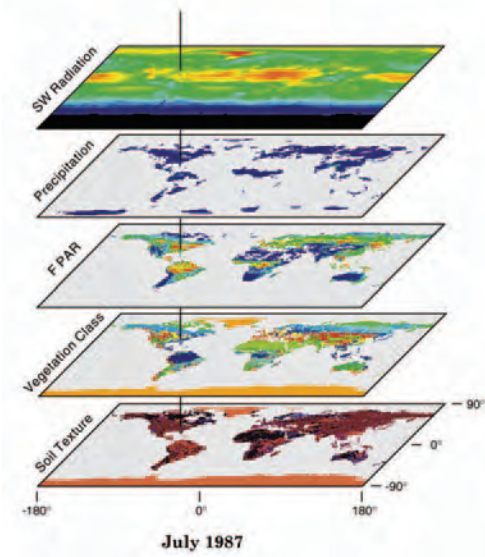 SW Radiation
Precipitation
F PAR
Vegetation Class
Soil Texture
90°
0°
-90°
-180°
0°
180°
July 1987